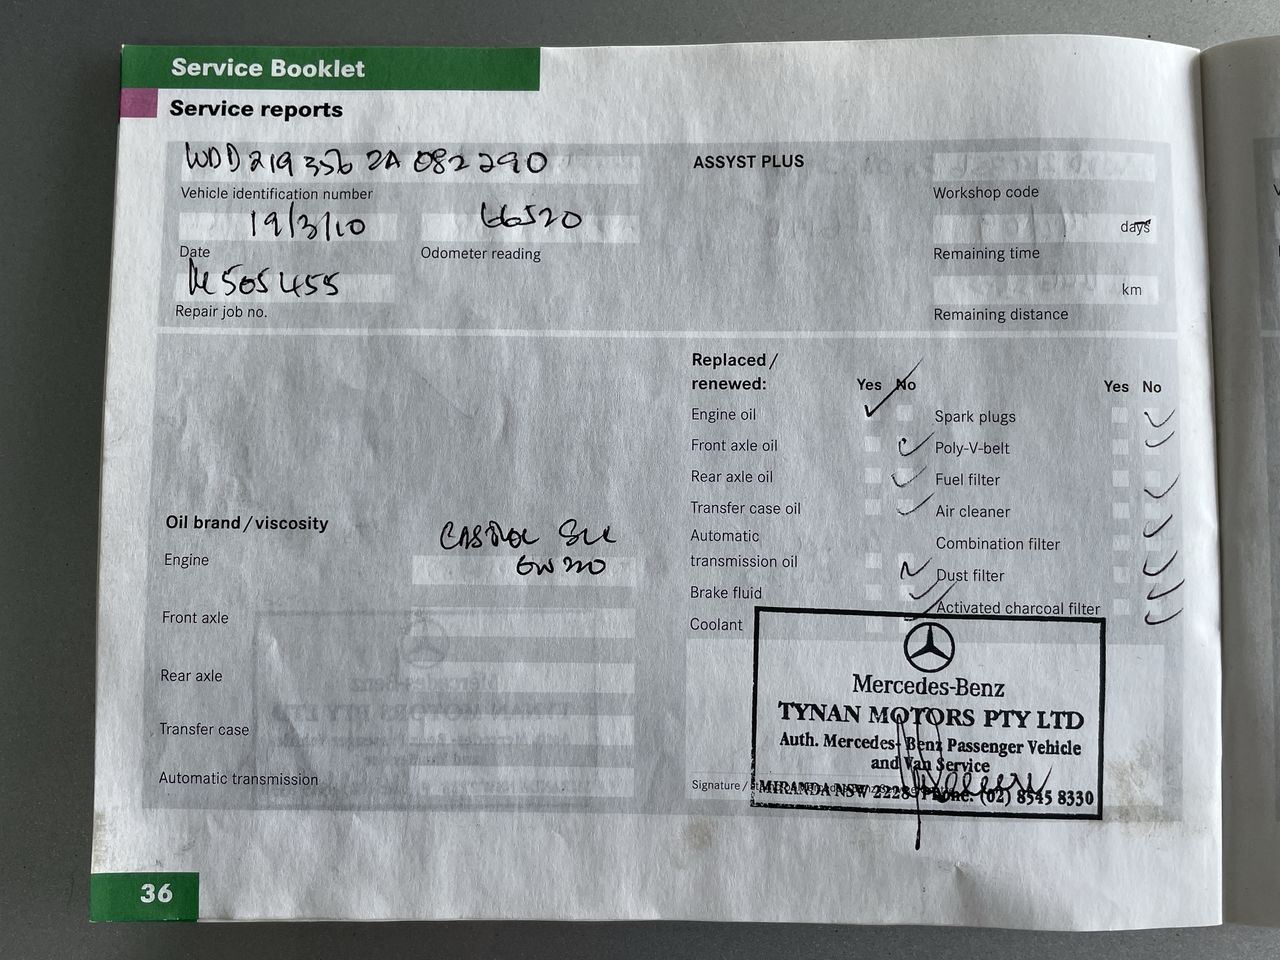 Service Booklet
Service reports
WDD 219 356 2A 082290
Vehicle identification number
ASSYST PLUS
Workshop code
19/3/10
66520
days
Date
Odometer reading
Remaining time
505455
km
Repair job no.
Remaining distance
Replaced/
renewed:
Yes No
Yes No
Engine oil
Spark plugs
Front axle oil
Poly-V-belt
Rear axle oil
Fuel filter
Transfer case oil
Air cleaner
Automatic
transmission oil
Combination filter
Dust filter
Brake fluid
Activated charcoal filter
Coolant
Oil brand/viscosity
CASTROL
Engine
Front axle
Rear axle
Transfer case
Automatic transmission
Mercedes-Benz
TYNAN MOTORS PTY LTD
Auth. Mercedes-Benz Passenger Vehicle
and Van Service
Signature /
MIRANDA NSW 2228 Phone: (02) 8545 8330
36